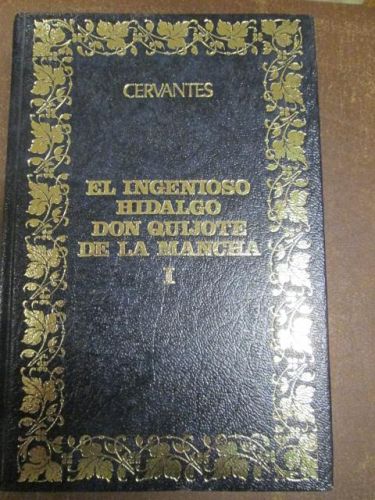 CERVANTES
EL INGENIOSO
HIDALGO
DON QUIJOTE
DE LA MANCHA
I